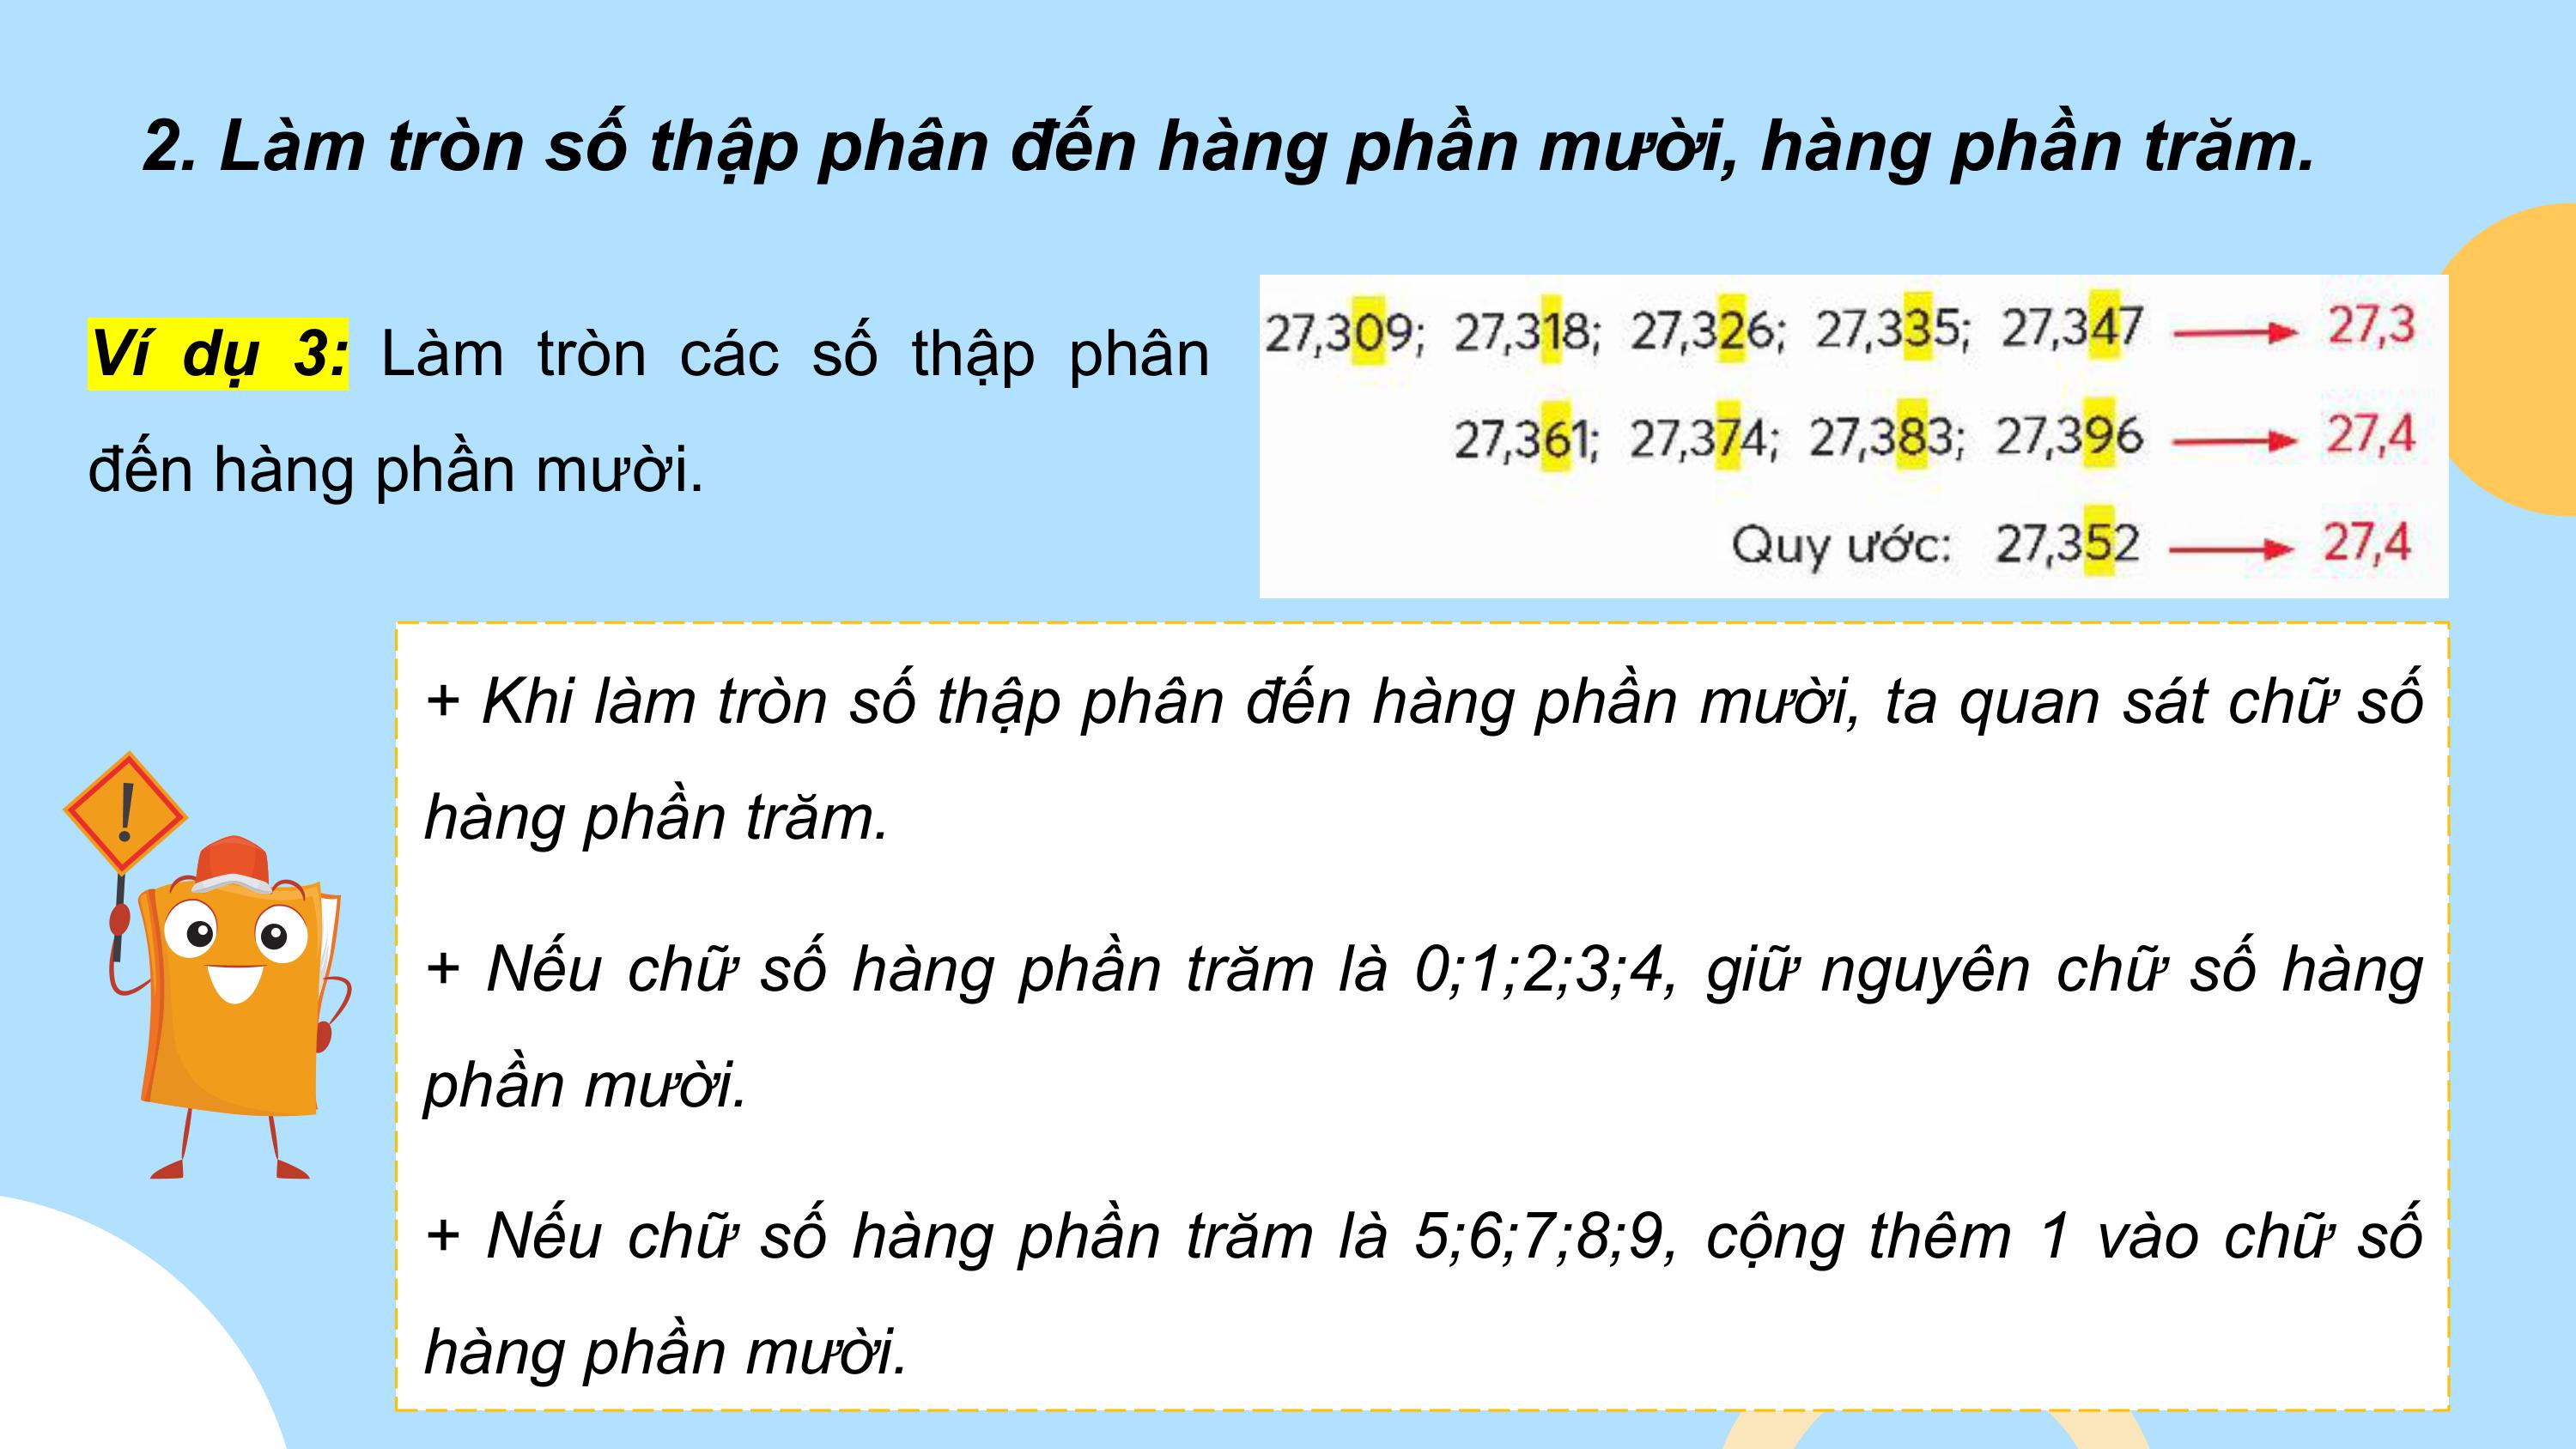 2. Làm tròn số thập phân đến hàng phần mười, hàng phần trăm.
Ví dụ 3: Làm tròn các số thập phân
đến hàng phần mười.
27,309; 27,318; 27,326; 27,335; 27,347 → 27,3
27,361; 27,374; 27,383; 27,396 → 27,4
Quy ước: 27,352 → 27,4
!
+ Khi làm tròn số thập phân đến hàng phần mười, ta quan sát chữ số
hàng phần trăm.
+ Nếu chữ số hàng phần trăm là 0;1;2;3;4, giữ nguyên chữ số hàng
phần mười.
+ Nếu chữ số hàng phần trăm là 5;6;7;8;9, cộng thêm 1 vào chữ số
hàng phần mười.